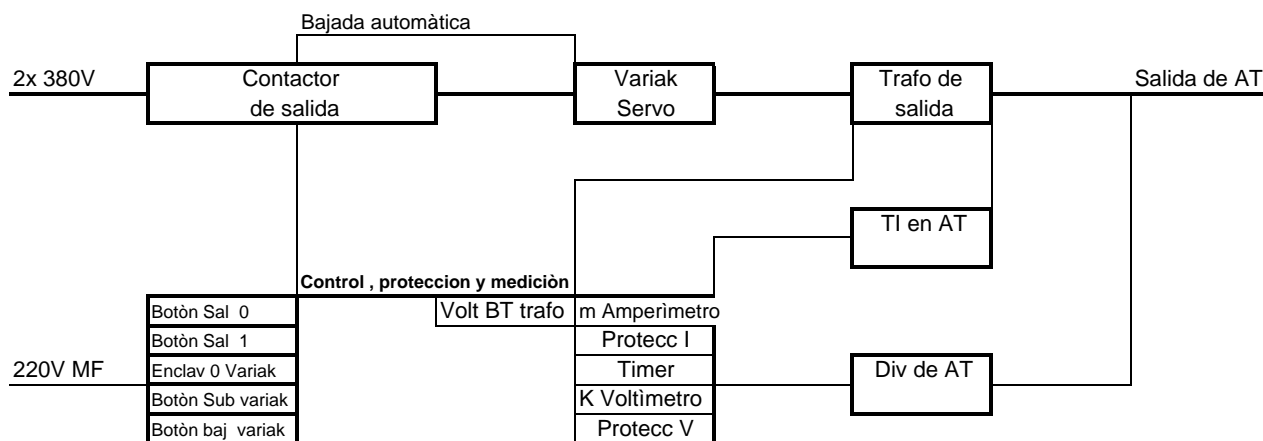 Bajada automàtica
2x 380V
Contactor
de salida
Variak
Servo
Trafo de
salida
Salida de AT
TI en AT
Control , proteccion y mediciòn
Botòn Sal 0
Volt BT trafo
m Amperìmetro
Botòn Sal 1
Protecc I
220V MF
Enclav 0 Variak
Timer
Div de AT
Botòn Sub variak
K Voltìmetro
Botòn baj variak
Protecc V